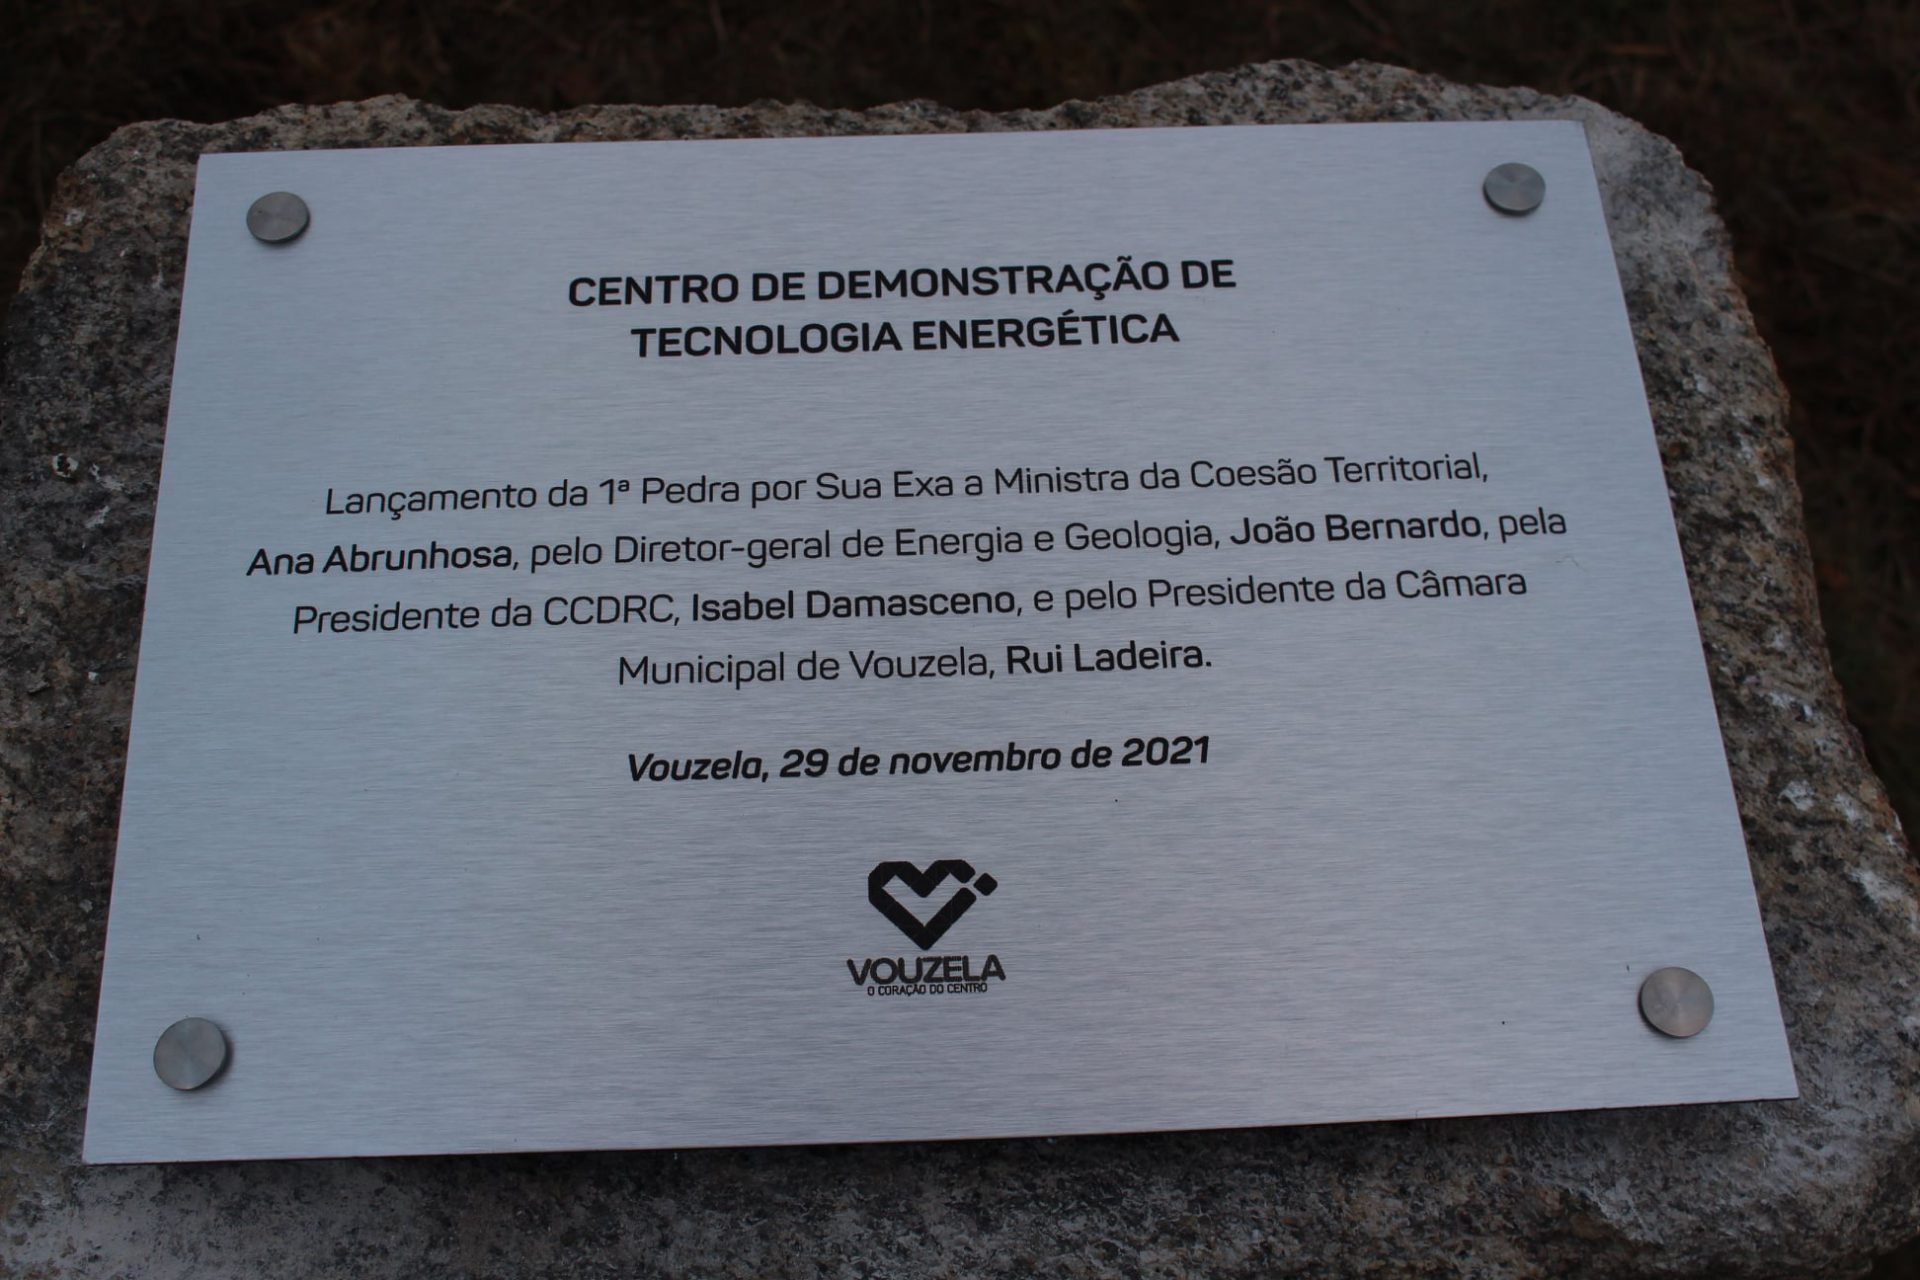 CENTRO DE DEMONSTRAÇÃO DE
TECNOLOGIA ENERGÉTICA
Lançamento da 1ª Pedra por Sua Exa a Ministra da Coesão Territorial,
Ana Abrunhosa, pelo Diretor-geral de Energia e Geologia, João Bernardo, pela
Presidente da CCDRC, Isabel Damasceno, e pelo Presidente da Câmara
Municipal de Vouzela, Rui Ladeira.
Vouzela, 29 de novembro de 2021
VOUZELA
O CORAÇÃO DO CENTRO